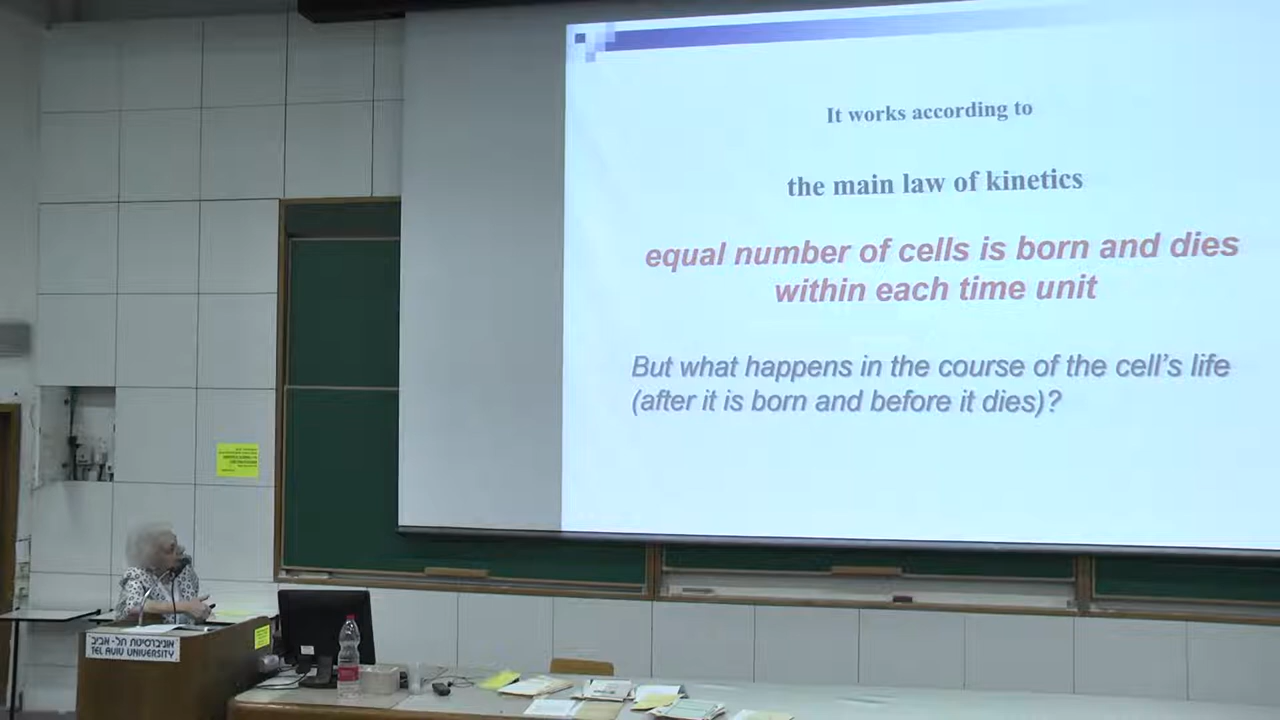 It works according to
the main law of kinetics
equal number of cells is born and dies
within each time unit
But what happens in the course of the cell's life
(after it is born and before it dies)?
אוניברסיטת תל-אביב
TEL AVIV UNIVERSITY